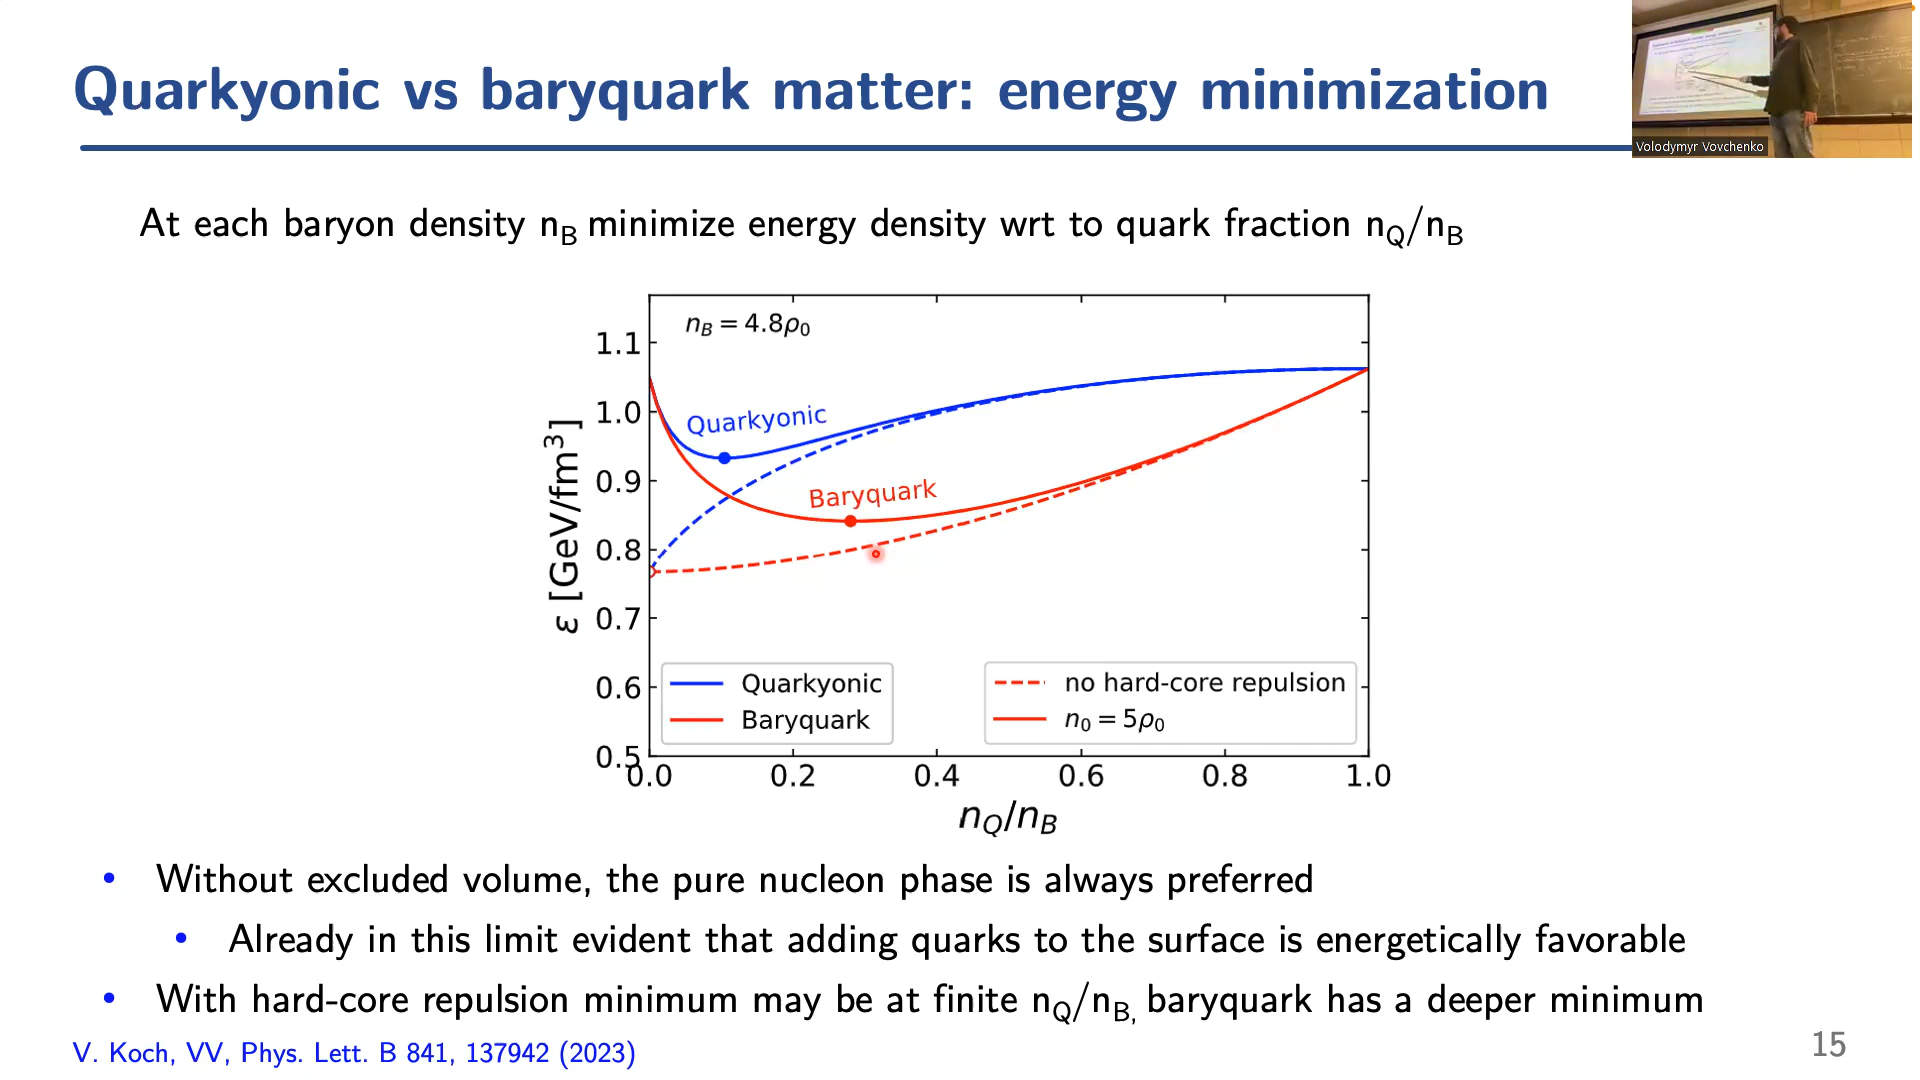 Quarkyonic vs baryquark matter: energy minimization
Volodymyr Vovchenko
At each baryon density n_B minimize energy density wrt to quark fraction n_Q/n_B
n_B = 4.8ρ_0
1.1
1.0
0.9
0.8
0.7
0.6
0.5
ε [GeV/fm³]
Quarkyonic
Baryquark
Quarkyonic
Baryquark
no hard-core repulsion
n_0 = 5ρ_0
0.0 0.2 0.4 0.6 0.8 1.0
n_Q/n_B
• Without excluded volume, the pure nucleon phase is always preferred
• Already in this limit evident that adding quarks to the surface is energetically favorable
• With hard-core repulsion minimum may be at finite n_Q/n_B, baryquark has a deeper minimum
V. Koch, VV, Phys. Lett. B 841, 137942 (2023)
15